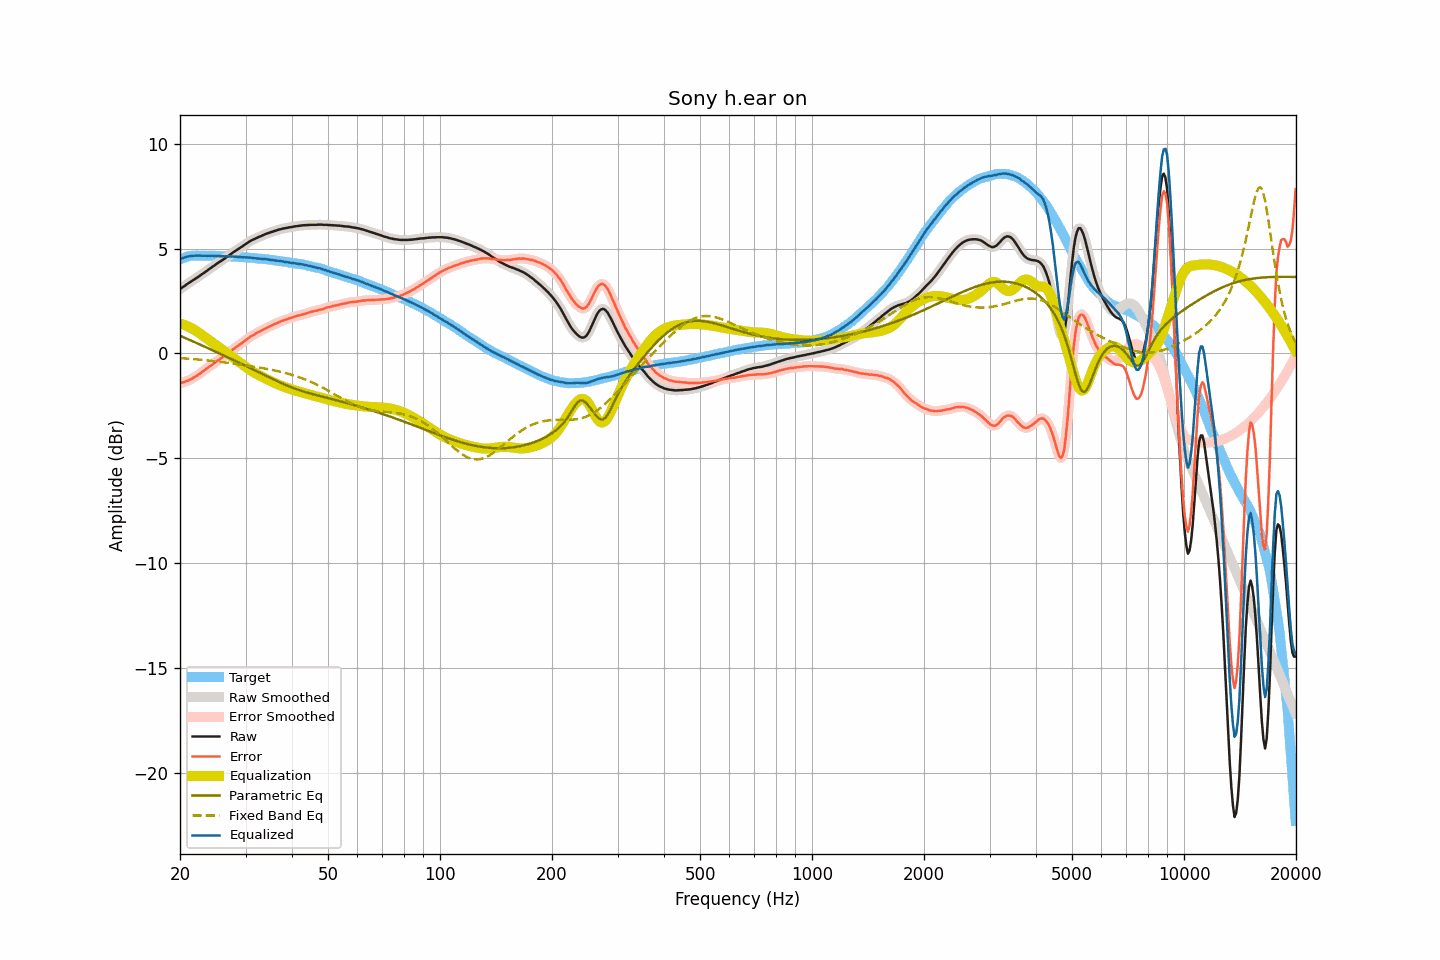 Sony h.ear on
10
5
0
−5
−10
−15
−20
Amplitude (dBr)
Target
Raw Smoothed
Error Smoothed
Raw
Error
Equalization
Parametric Eq
Fixed Band Eq
Equalized
20 50 100 200 500 1000 2000 5000 10000 20000
Frequency (Hz)